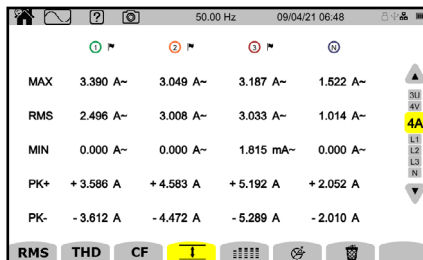 50.00 Hz 09/04/21 06:48
1 2 3 N
MAX 3.390 A~ 3.049 A~ 3.187 A~ 1.522 A~
RMS 2.496 A~ 3.008 A~ 3.033 A~ 1.014 A~
MIN 0.000 A~ 0.000 A~ 1.815 mA~ 0.000 A~
PK+ + 3.586 A + 4.583 A + 5.192 A + 2.052 A
PK- - 3.612 A - 4.472 A - 5.289 A - 2.010 A
3U
4V
4A
L1
L2
L3
N
RMS THD CF